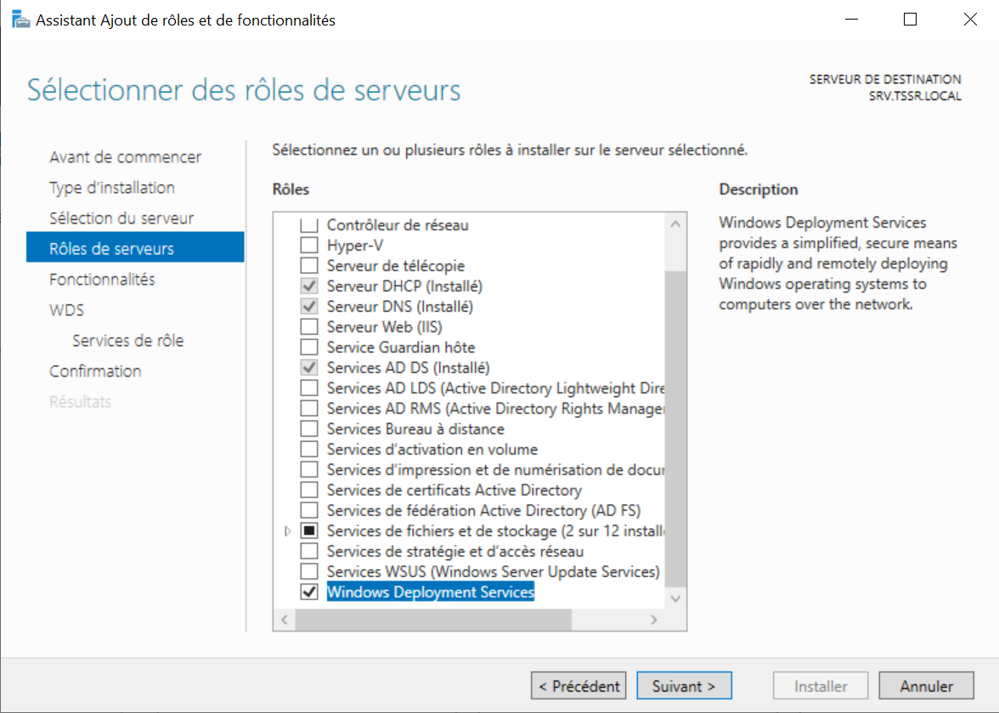 Assistant Ajout de rôles et de fonctionnalités
Sélectionner des rôles de serveurs
SERVEUR DE DESTINATION
SRV.TSSR.LOCAL
Avant de commencer
Type d'installation
Sélection du serveur
Rôles de serveurs
Fonctionnalités
WDS
Services de rôle
Confirmation
Résultats
Sélectionnez un ou plusieurs rôles à installer sur le serveur sélectionné.
Rôles
Contrôleur de réseau
Hyper-V
Serveur de télécopie
Serveur DHCP (Installé)
Serveur DNS (Installé)
Serveur Web (IIS)
Service Guardian hôte
Services AD DS (Installé)
Services AD LDS (Active Directory Lightweight Dire
Services AD RMS (Active Directory Rights Manager
Services Bureau à distance
Services d'activation en volume
Services d'impression et de numérisation de docur
Services de certificats Active Directory
Services de fédération Active Directory (AD FS)
Services de fichiers et de stockage (2 sur 12 install
Services de stratégie et d'accès réseau
Services WSUS (Windows Server Update Services)
Windows Deployment Services
Description
Windows Deployment Services
provides a simplified, secure means
of rapidly and remotely deploying
Windows operating systems to
computers over the network.
< Précédent
Suivant >
Installer
Annuler